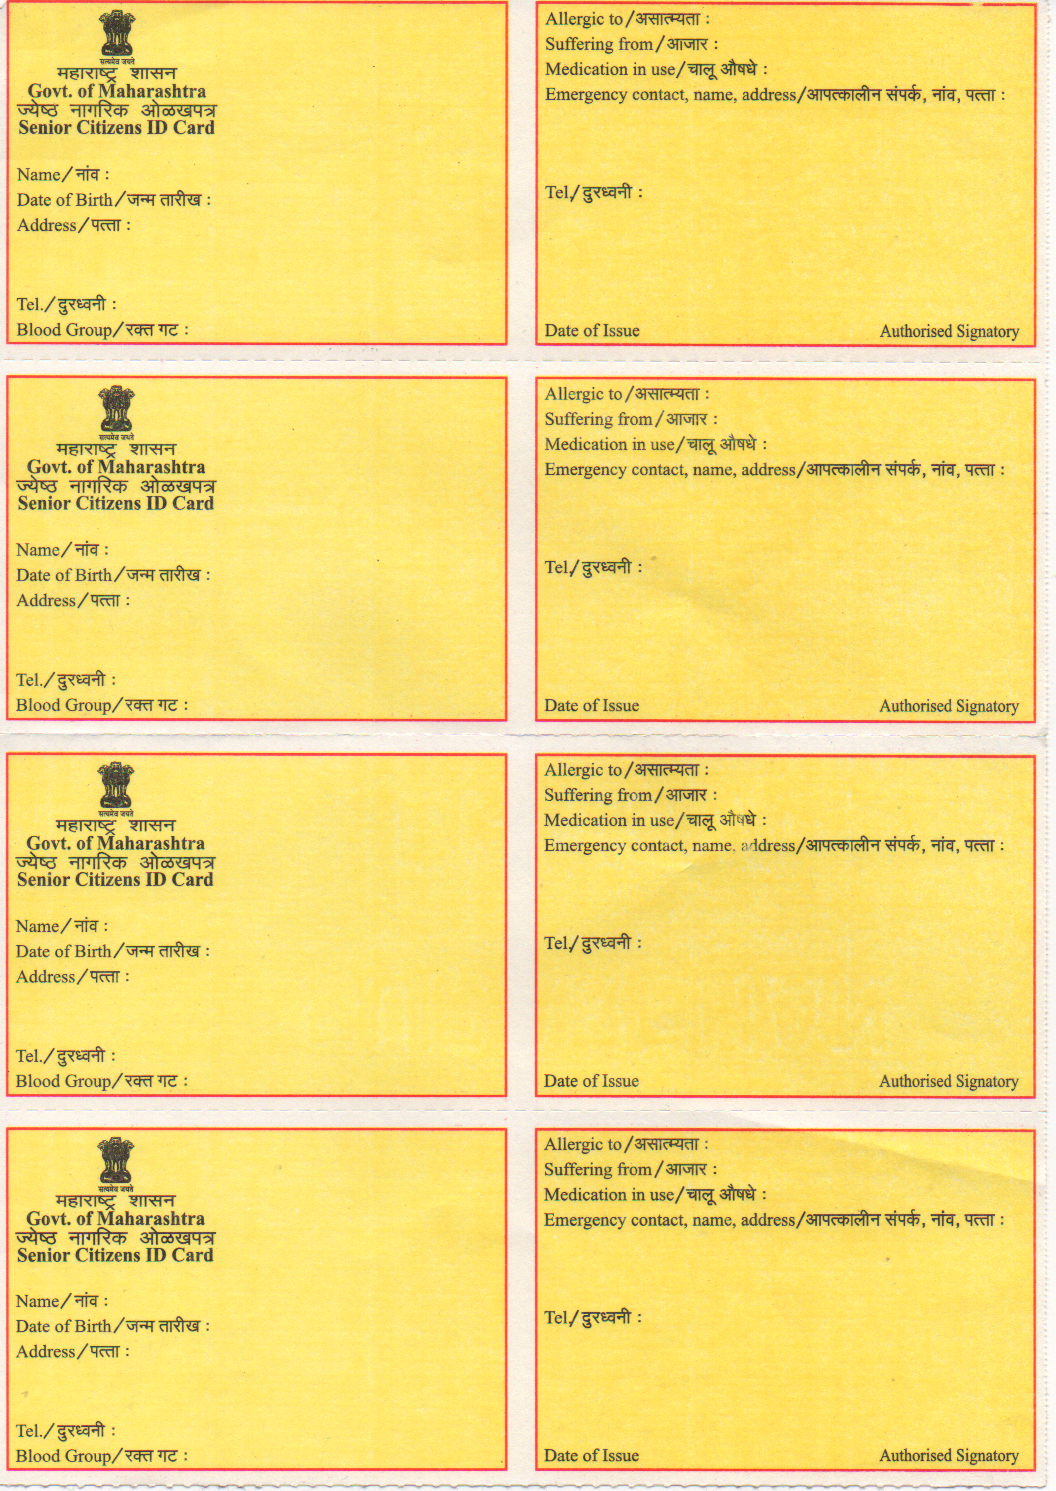 सत्यमेव जयते
महाराष्ट्र शासन
Govt. of Maharashtra
ज्येष्ठ नागरिक ओळखपत्र
Senior Citizens ID Card
Name/नांव :
Date of Birth/जन्म तारीख :
Address/पत्ता :
Tel./दुरध्वनी :
Blood Group/रक्त गट :
Allergic to/असात्म्यता :
Suffering from/आजार :
Medication in use/चालू औषधे :
Emergency contact, name, address/आपत्कालीन संपर्क, नांव, पत्ता :
Tel/दुरध्वनी :
Date of Issue Authorised Signatory
सत्यमेव जयते
महाराष्ट्र शासन
Govt. of Maharashtra
ज्येष्ठ नागरिक ओळखपत्र
Senior Citizens ID Card
Name/नांव :
Date of Birth/जन्म तारीख :
Address/पत्ता :
Tel./दुरध्वनी :
Blood Group/रक्त गट :
Allergic to/असात्म्यता :
Suffering from/आजार :
Medication in use/चालू औषधे :
Emergency contact, name, address/आपत्कालीन संपर्क, नांव, पत्ता :
Tel/दुरध्वनी :
Date of Issue Authorised Signatory
सत्यमेव जयते
महाराष्ट्र शासन
Govt. of Maharashtra
ज्येष्ठ नागरिक ओळखपत्र
Senior Citizens ID Card
Name/नांव :
Date of Birth/जन्म तारीख :
Address/पत्ता :
Tel./दुरध्वनी :
Blood Group/रक्त गट :
Allergic to/असात्म्यता :
Suffering from/आजार :
Medication in use/चालू औषधे :
Emergency contact, name, address/आपत्कालीन संपर्क, नांव, पत्ता :
Tel/दुरध्वनी :
Date of Issue Authorised Signatory
सत्यमेव जयते
महाराष्ट्र शासन
Govt. of Maharashtra
ज्येष्ठ नागरिक ओळखपत्र
Senior Citizens ID Card
Name/नांव :
Date of Birth/जन्म तारीख :
Address/पत्ता :
Tel./दुरध्वनी :
Blood Group/रक्त गट :
Allergic to/असात्म्यता :
Suffering from/आजार :
Medication in use/चालू औषधे :
Emergency contact, name, address/आपत्कालीन संपर्क, नांव, पत्ता :
Tel/दुरध्वनी :
Date of Issue Authorised Signatory